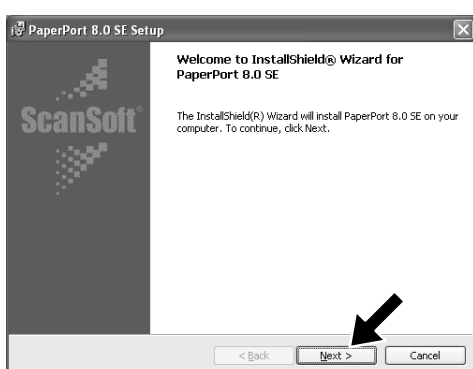 PaperPort 8.0 SE Setup
Welcome to InstallShield® Wizard for
PaperPort 8.0 SE
ScanSoft®
The InstallShield(R) Wizard will install PaperPort 8.0 SE on your
computer. To continue, click Next.
< Back
Next >
Cancel